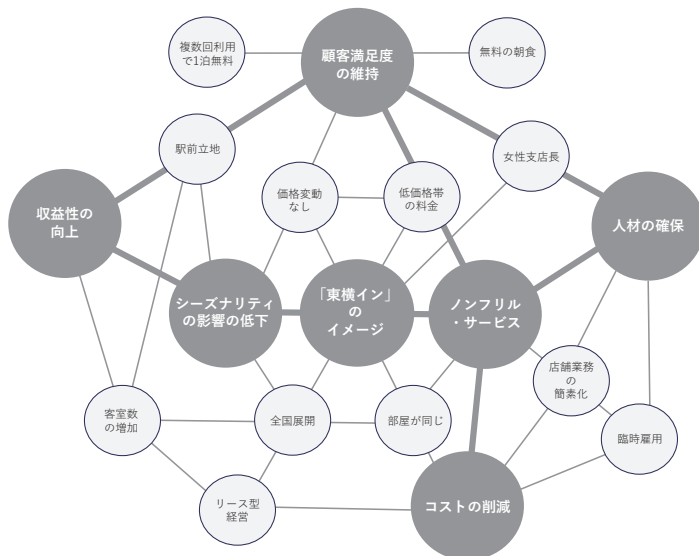 複数回利用
で1泊無料
顧客満足度
の維持
無料の朝食
駅前立地
女性支店長
価格変動
なし
低価格帯
の料金
収益性の
向上
人材の確保
シーズナリティ
の影響の低下
「東横イン」
の
イメージ
ノンフリル
・サービス
店舗業務
の
簡素化
客室数
の増加
全国展開
部屋が同じ
臨時雇用
リース型
経営
コストの削減